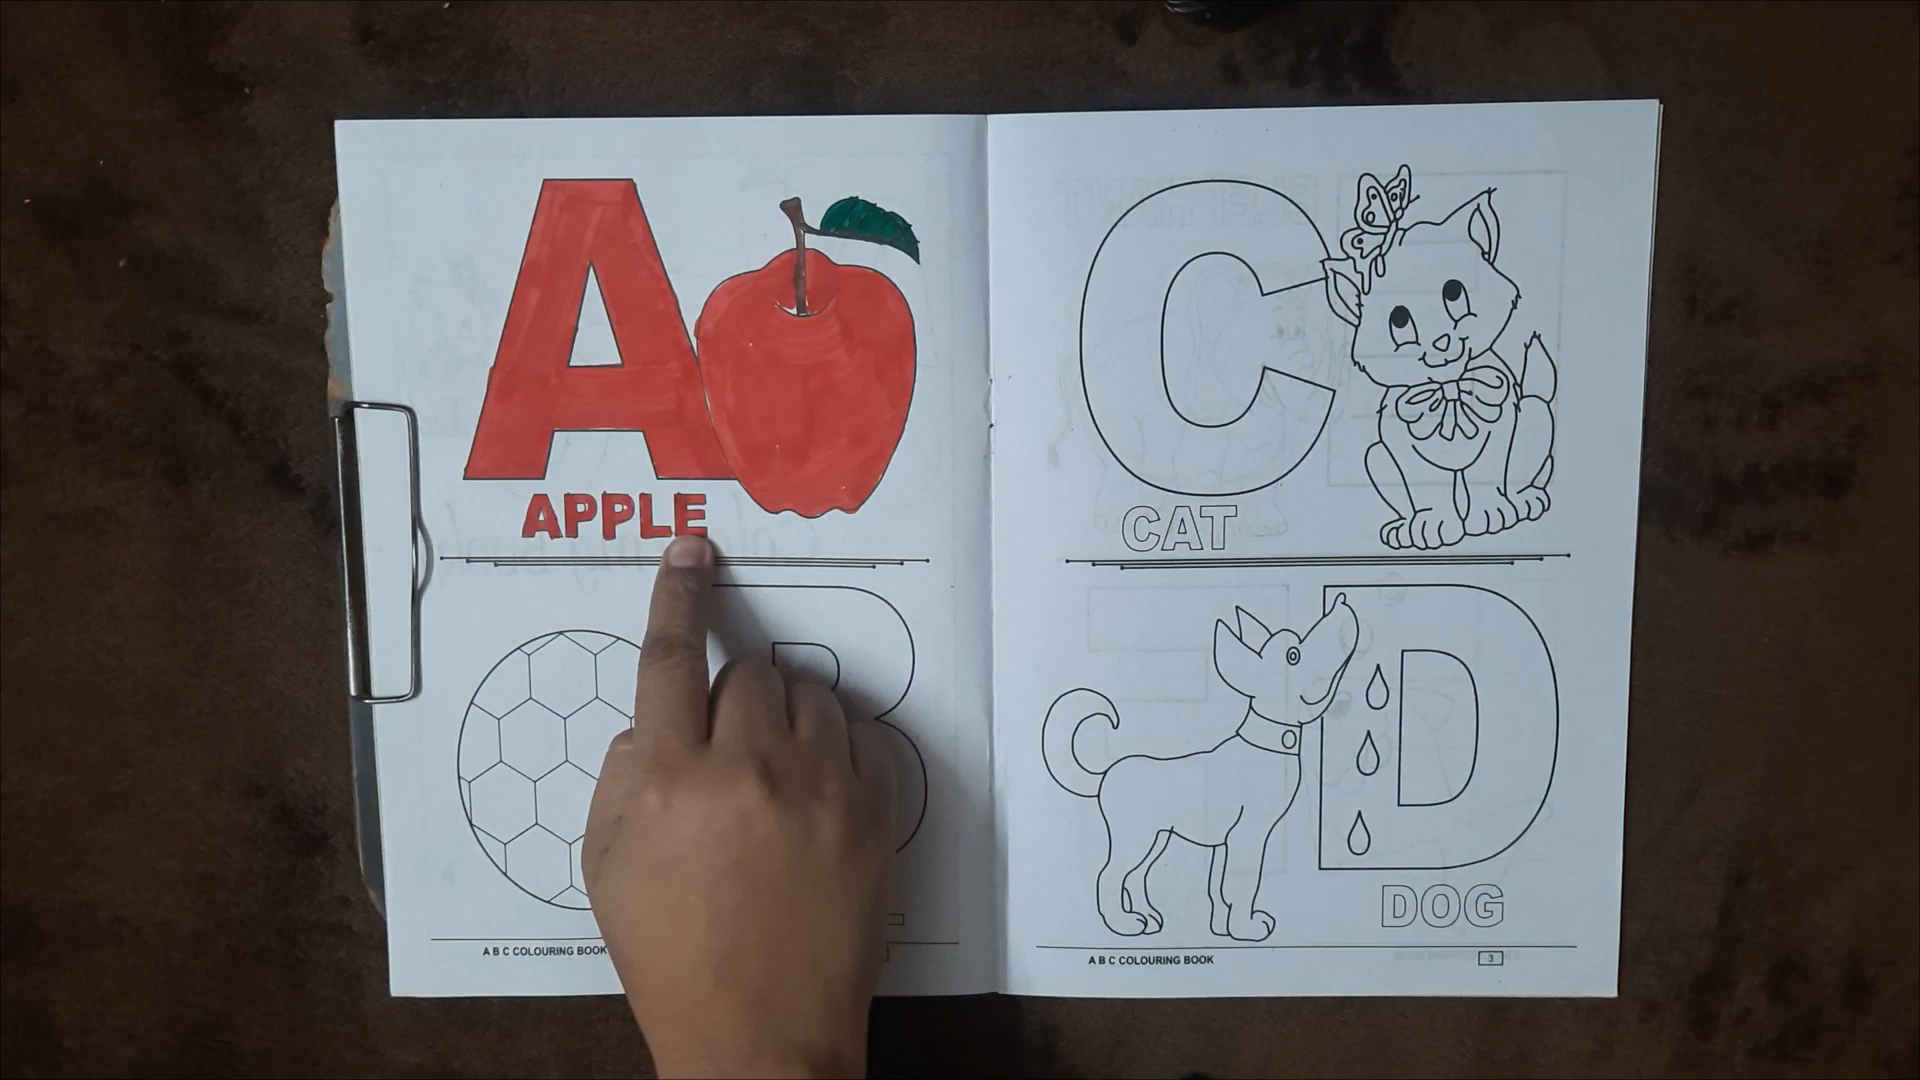 A
APPLE
B
A B C COLOURING BOOK
C
CAT
D
DOG
A B C COLOURING BOOK
3